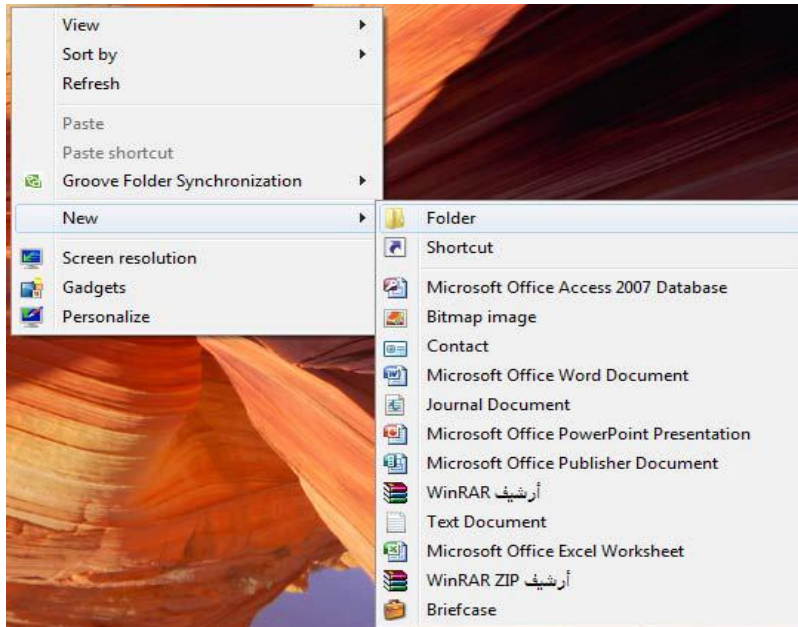 View
Sort by
Refresh
Paste
Paste shortcut
Groove Folder Synchronization
New
Screen resolution
Gadgets
Personalize
Folder
Shortcut
Microsoft Office Access 2007 Database
Bitmap image
Contact
Microsoft Office Word Document
Journal Document
Microsoft Office PowerPoint Presentation
Microsoft Office Publisher Document
WinRAR أرشيف
Text Document
Microsoft Office Excel Worksheet
WinRAR ZIP أرشيف
Briefcase